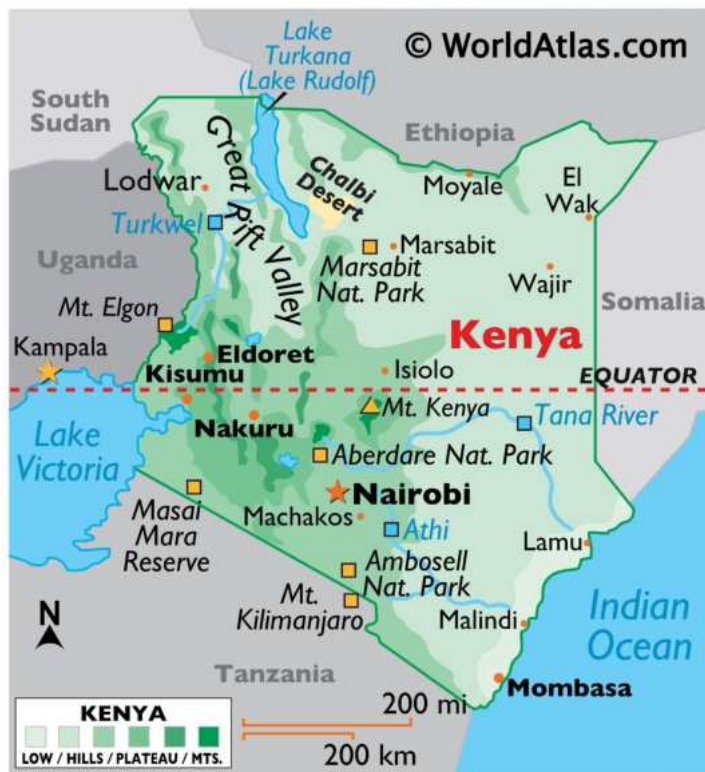 © WorldAtlas.com
Lake
Turkana
(Lake Rudolf)
South
Sudan
Ethiopia
Great Rift Valley
Chalbi
Desert
Lodwar
Moyale
El
Wak
Turkwel
Marsabit
Marsabit
Nat. Park
Wajir
Uganda
Somalia
Mt. Elgon
Kenya
Kampala
Eldoret
Kisumu
Isiolo
EQUATOR
Mt. Kenya
Nakuru
Tana River
Lake
Victoria
Aberdare Nat. Park
Nairobi
Masai
Mara
Reserve
Machakos
Athi
Lamu
Ambosell
Nat. Park
Mt.
Kilimanjaro
Malindi
Indian
Ocean
N
Tanzania
Mombasa
200 mi
200 km
KENYA
LOW / HILLS / PLATEAU / MTS.